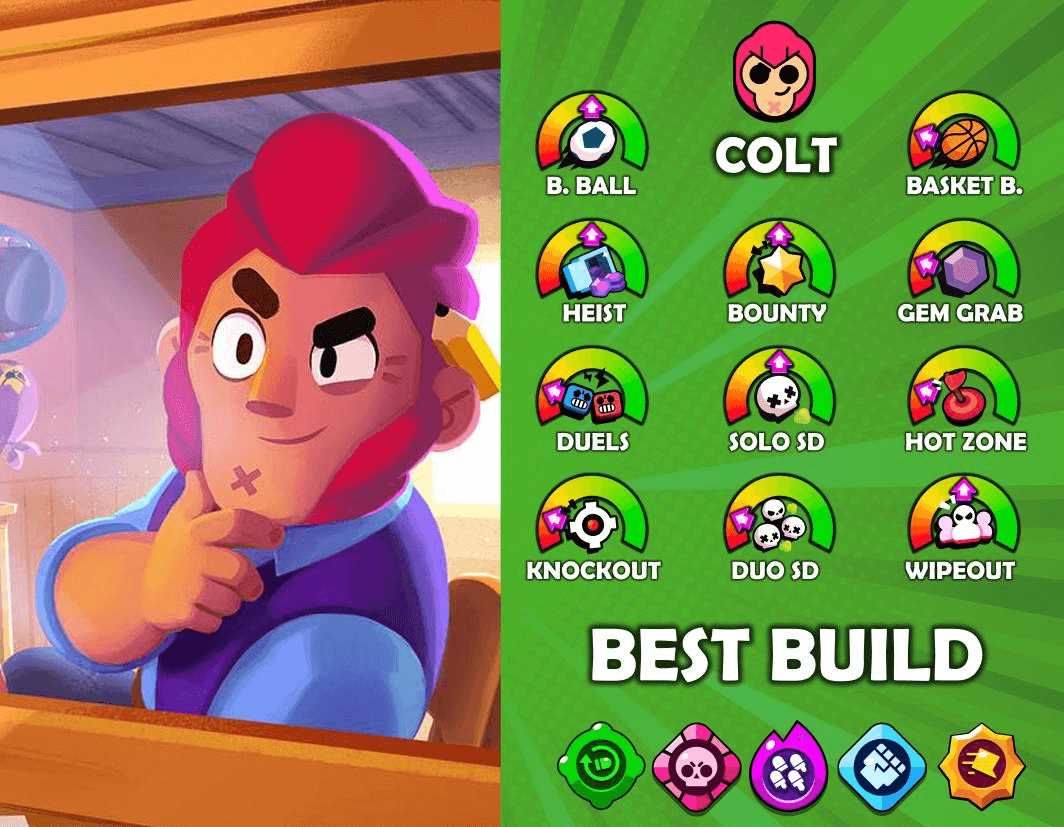 COLT
B. BALL
BASKET B.
HEIST
BOUNTY
GEM GRAB
DUELS
SOLO SD
HOT ZONE
KNOCKOUT
DUO SD
WIPEOUT
BEST BUILD